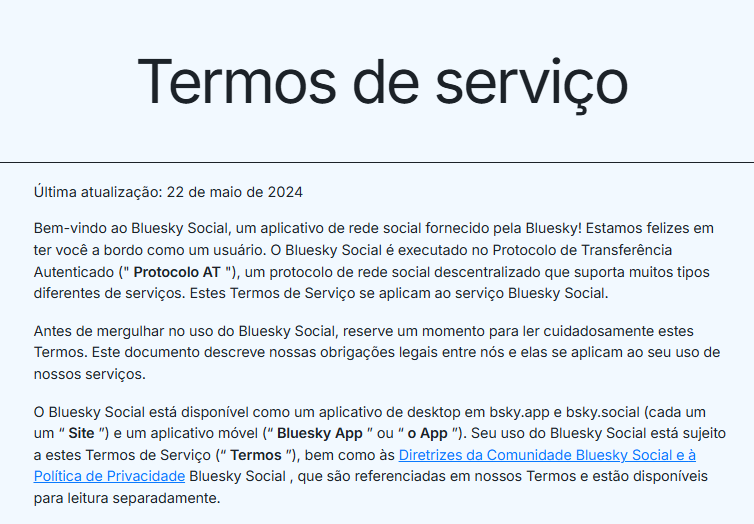 Termos de serviço
Última atualização: 22 de maio de 2024
Bem-vindo ao Bluesky Social, um aplicativo de rede social fornecido pela Bluesky! Estamos felizes em
ter você a bordo como um usuário. O Bluesky Social é executado no Protocolo de Transferência
Autenticado (" Protocolo AT "), um protocolo de rede social descentralizado que suporta muitos tipos
diferentes de serviços. Estes Termos de Serviço se aplicam ao serviço Bluesky Social.
Antes de mergulhar no uso do Bluesky Social, reserve um momento para ler cuidadosamente estes
Termos. Este documento descreve nossas obrigações legais entre nós e elas se aplicam ao seu uso de
nossos serviços.
O Bluesky Social está disponível como um aplicativo de desktop em bsky.app e bsky.social (cada um
um “ Site ”) e um aplicativo móvel (“ Bluesky App ” ou “ o App ”). Seu uso do Bluesky Social está sujeito
a estes Termos de Serviço (“ Termos ”), bem como às Diretrizes da Comunidade Bluesky Social e à
Política de Privacidade Bluesky Social , que são referenciadas em nossos Termos e estão disponíveis
para leitura separadamente.